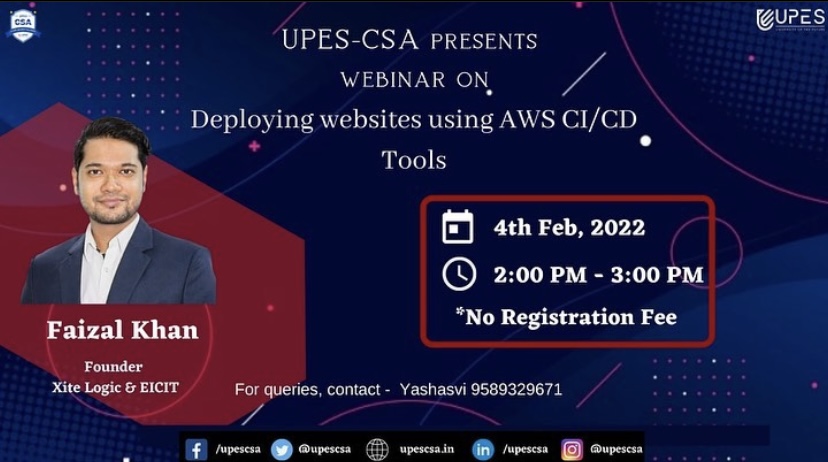 CSA
UPES
UPES-CSA PRESENTS
WEBINAR ON
Deploying websites using AWS CI/CD
Tools
4th Feb, 2022
2:00 PM - 3:00 PM
*No Registration Fee
Faizal Khan
Founder
Xite Logic & EICIT
For queries, contact - Yashasvi 9589329671
/upescsa @upescsa upescsa.in /upescsa @upescsa